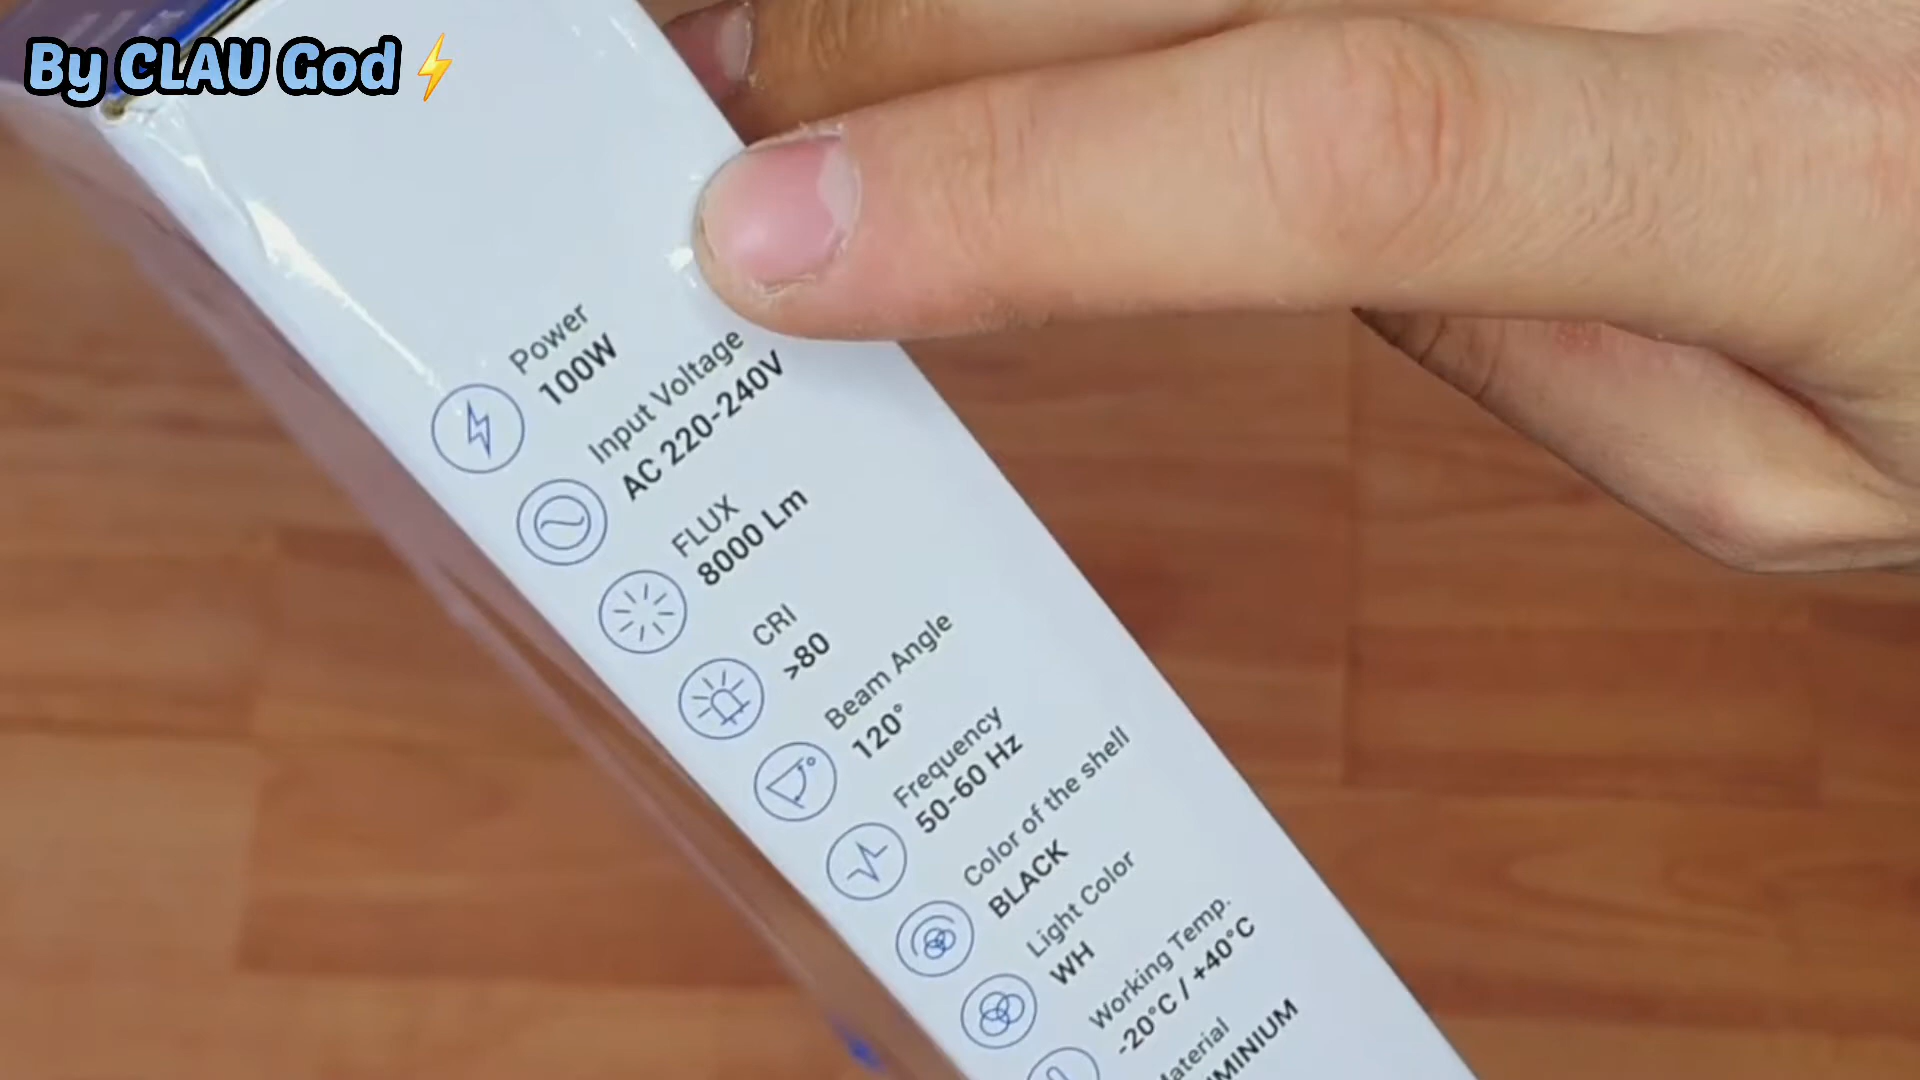 By CLAU God⚡
Power
100W
Input Voltage
AC 220-240V
FLUX
8000 Lm
CRI
>80
Beam Angle
120°
Frequency
50-60 Hz
Color of the shell
BLACK
Light Color
WH
Working Temp.
-20°C / +40°C